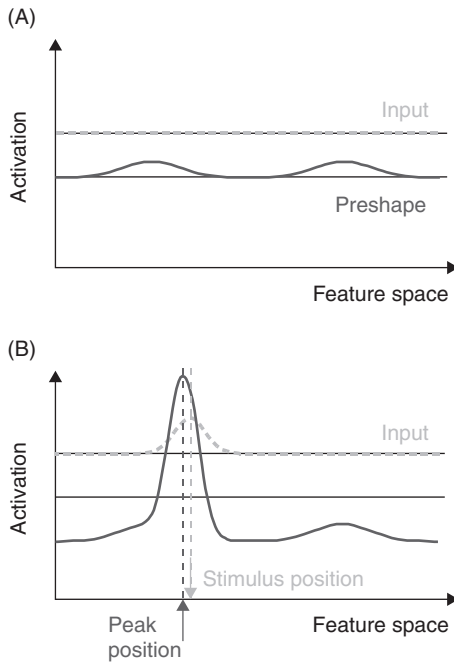 (A)
Activation
Input
Preshape
Feature space
(B)
Activation
Input
Stimulus position
Peak
position
Feature space